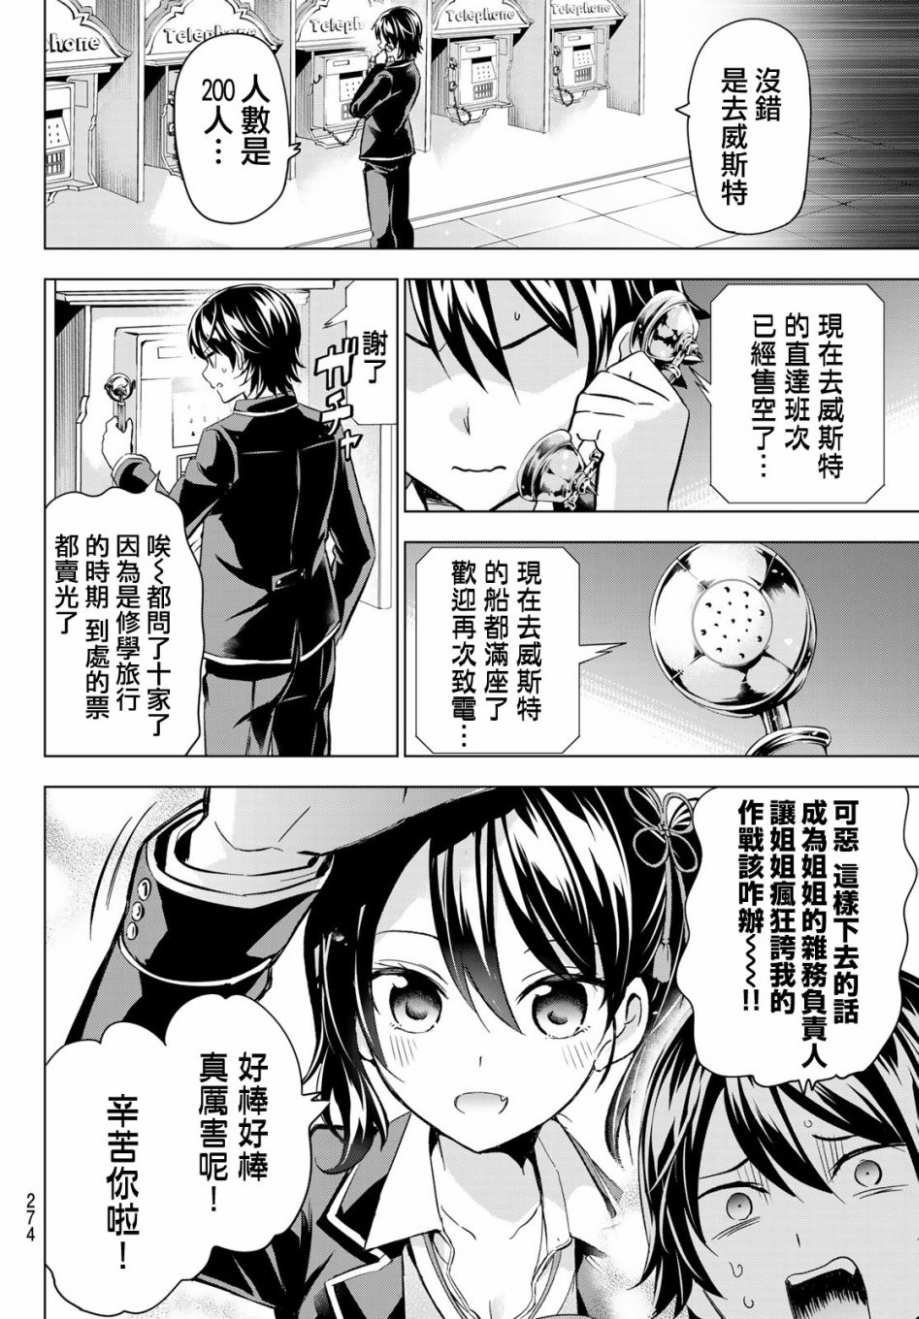 沒錯
是去威斯特
人數是
200人…
Telephone
Telephone
Telephone
Telephone
現在去威斯特
的直達班次
已經售空了…
謝了
ガチャ
唉～都問了十家了
因為是修學旅行
的時期 到處的票
都賣光了
現在去威斯特
的船都滿座了
歡迎再次致電…
可惡 這樣下去的話
成為姐姐的雜務負責人
讓姐姐瘋狂誇我的
作戰該咋辦～～!!
好棒好棒
真厲害呢！
辛苦你啦！
274